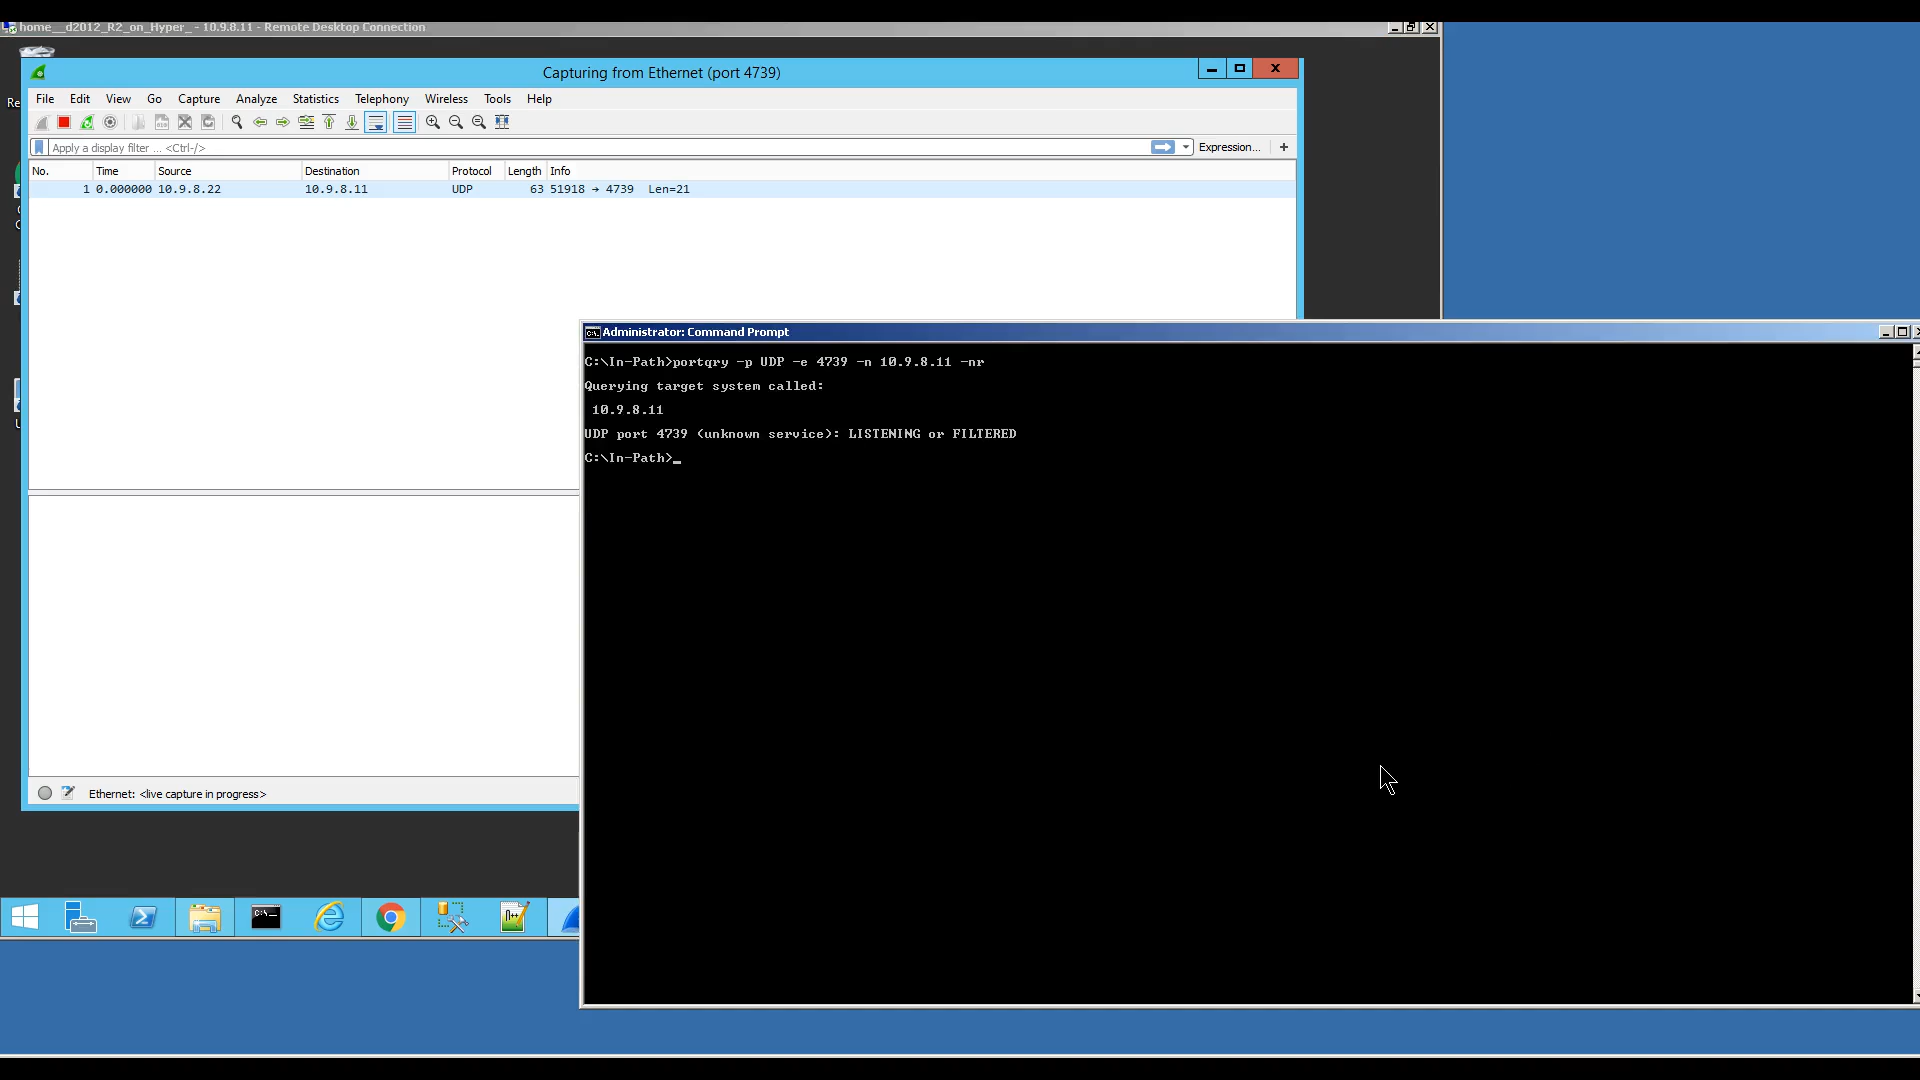 home__d2012_R2_on_Hyper_ - 10.9.8.11 - Remote Desktop Connection
Capturing from Ethernet (port 4739)
Re
File Edit View Go Capture Analyze Statistics Telephony Wireless Tools Help
Apply a display filter ... <Ctrl-/>
Expression... +
No. Time Source Destination Protocol Length Info
1 0.000000 10.9.8.22 10.9.8.11 UDP 63 51918 → 4739 Len=21
Administrator: Command Prompt
C:\In-Path>portqry -p UDP -e 4739 -n 10.9.8.11 -nr
Querying target system called:
10.9.8.11
UDP port 4739 (unknown service): LISTENING or FILTERED
C:\In-Path>_
Ethernet: <live capture in progress>